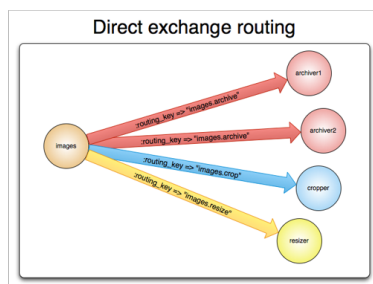 Direct exchange routing
archiver1
:routing_key => "images.archive"
archiver2
:routing_key => "images.archive"
images
:routing_key => "images.crop"
cropper
:routing_key => "images.resize"
resizer